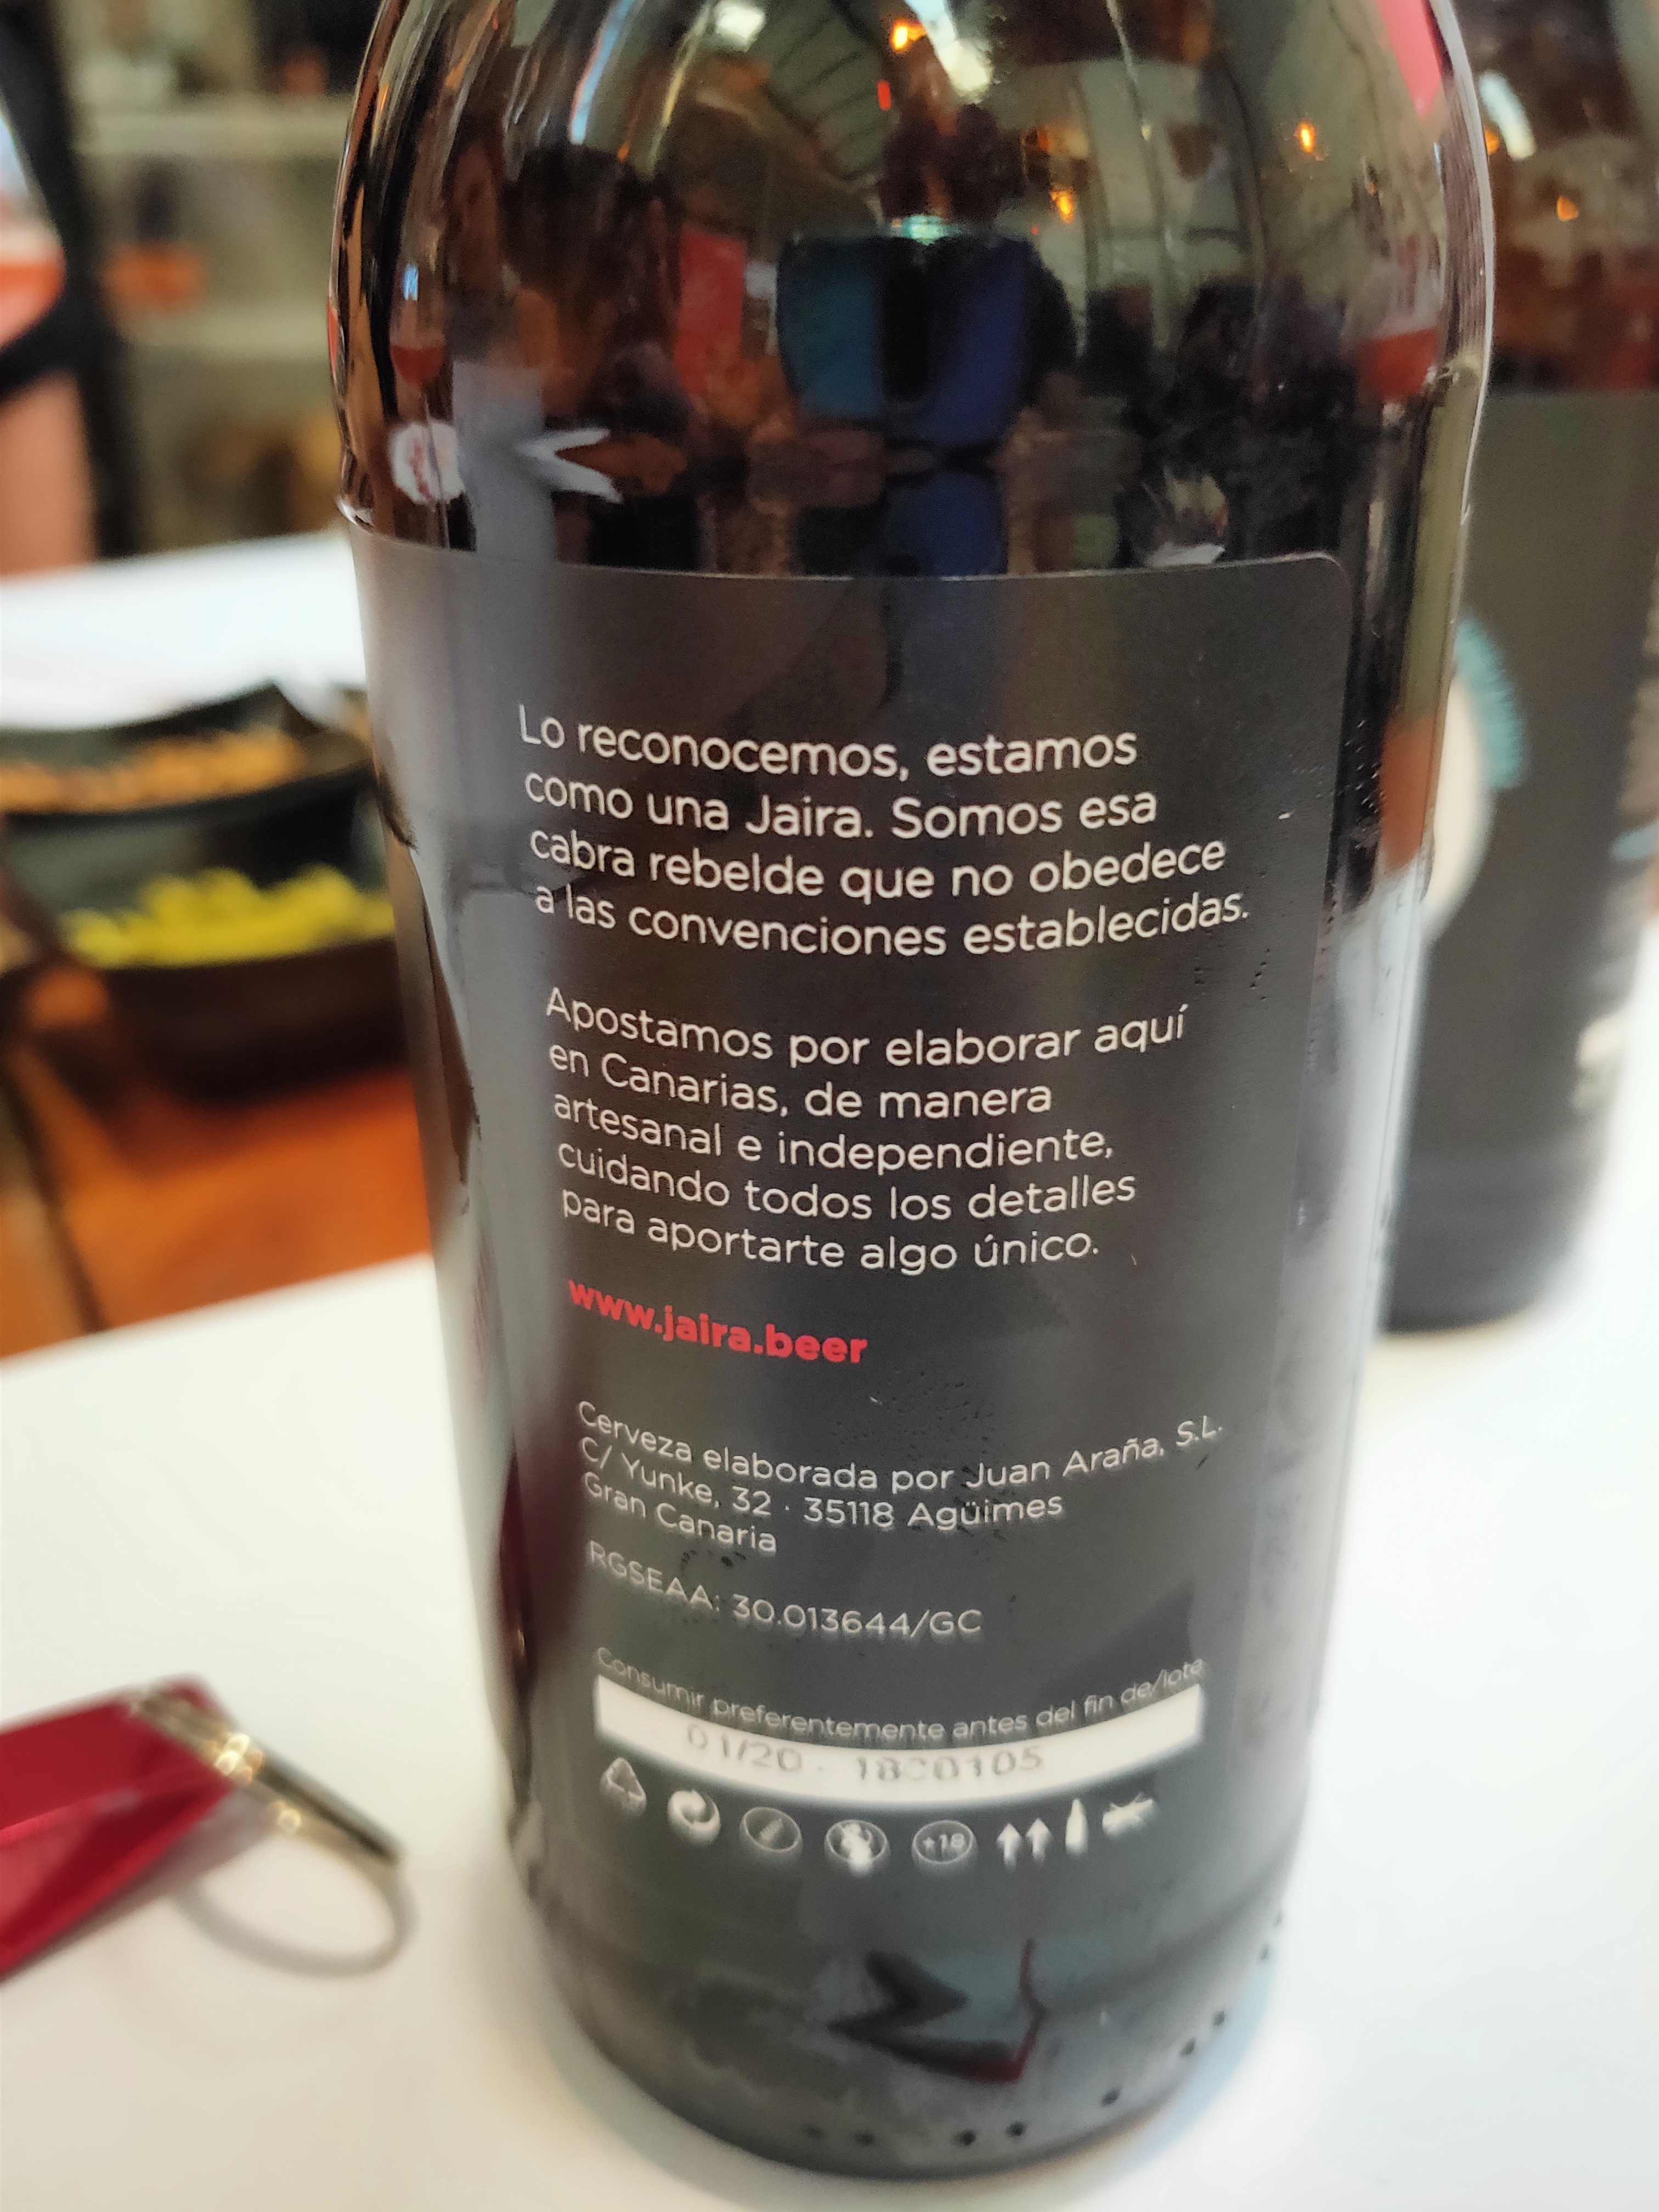 Lo reconocemos, estamos
como una Jaira. Somos esa
cabra rebelde que no obedece
a las convenciones establecidas.
Apostamos por elaborar aquí
en Canarias, de manera
artesanal e independiente,
cuidando todos los detalles
para aportarte algo único.
www.jaira.beer
Cerveza elaborada por Juan Araña, S.L.
C/ Yunke, 32 · 35118 Agüimes
Gran Canaria
RGSEAA: 30.013644/GC
Consumir preferentemente antes del fin de/lote
01/20 -
+18